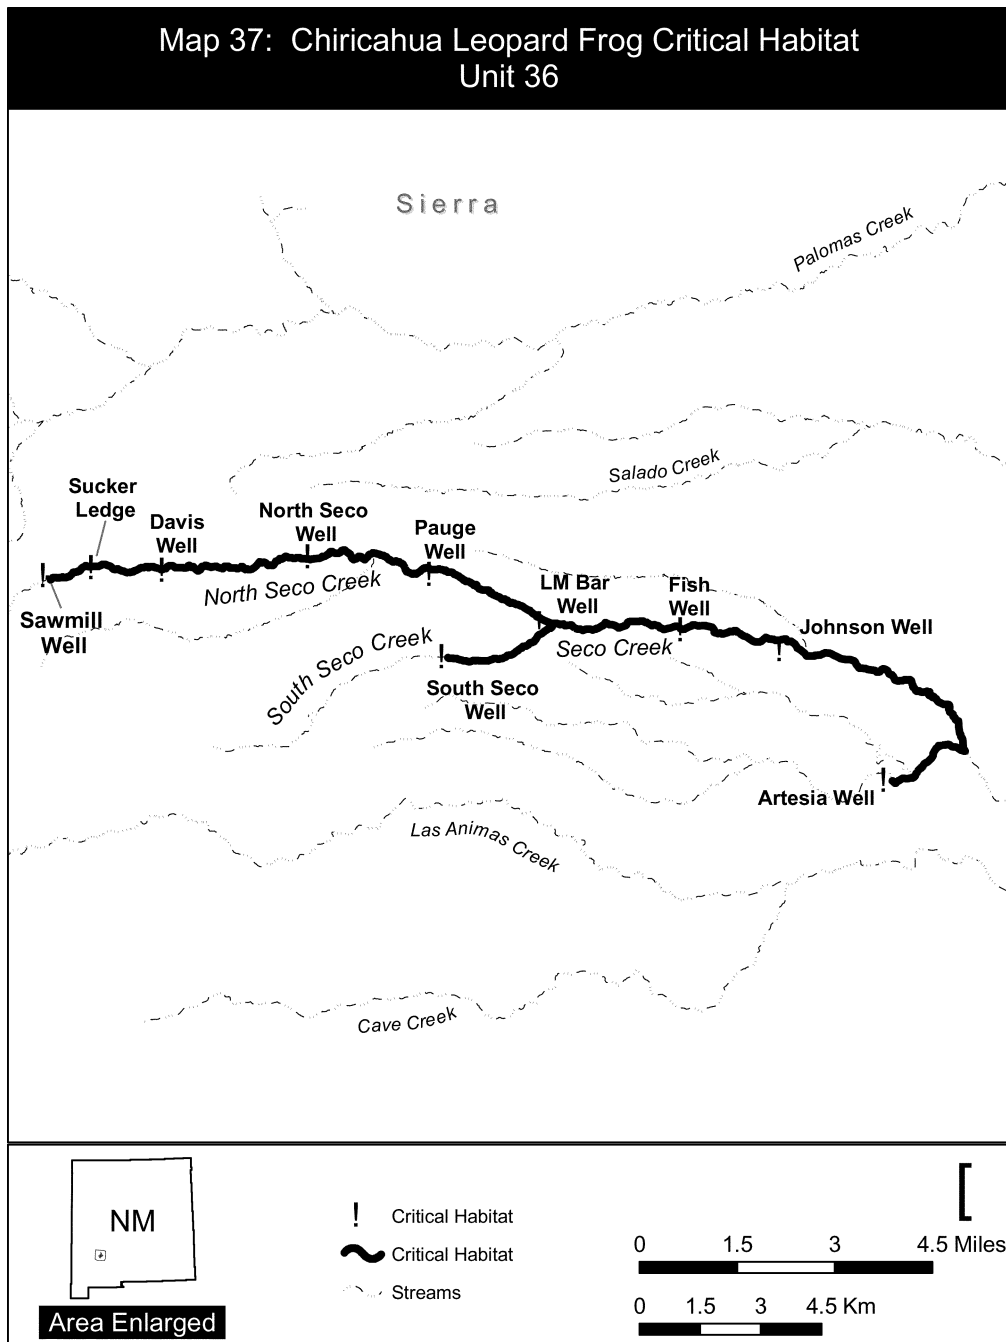 Map 37: Chiricahua Leopard Frog Critical Habitat
Unit 36
Sierra
Palomas Creek
Salado Creek
Sucker
Ledge
Davis
Well
North Seco
Well
Pauge
Well
North Seco Creek
LM Bar
Well
Fish
Well
Johnson Well
Sawmill
Well
South Seco Creek
Seco Creek
South Seco
Well
Artesia Well
Las Animas Creek
Cave Creek
NM
Area Enlarged
! Critical Habitat
Critical Habitat
Streams
[
0 1.5 3 4.5 Miles
0 1.5 3 4.5 Km